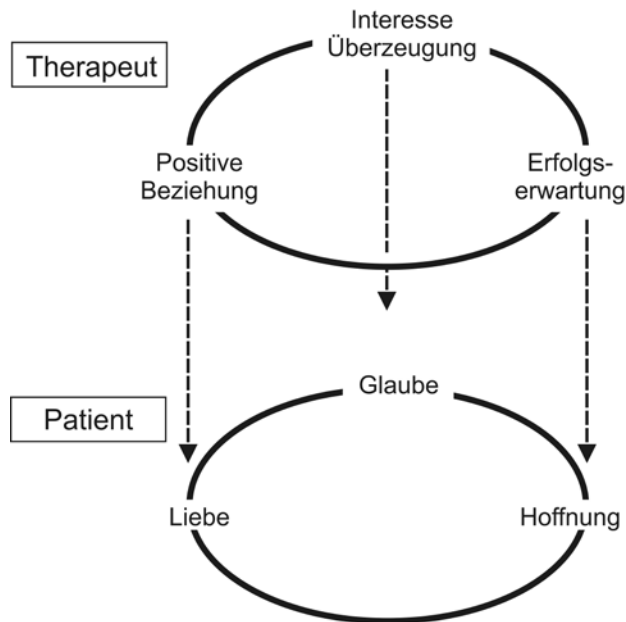 Interesse
Überzeugung
Therapeut
Positive
Beziehung
Erfolgs-
erwartung
Glaube
Patient
Liebe
Hoffnung